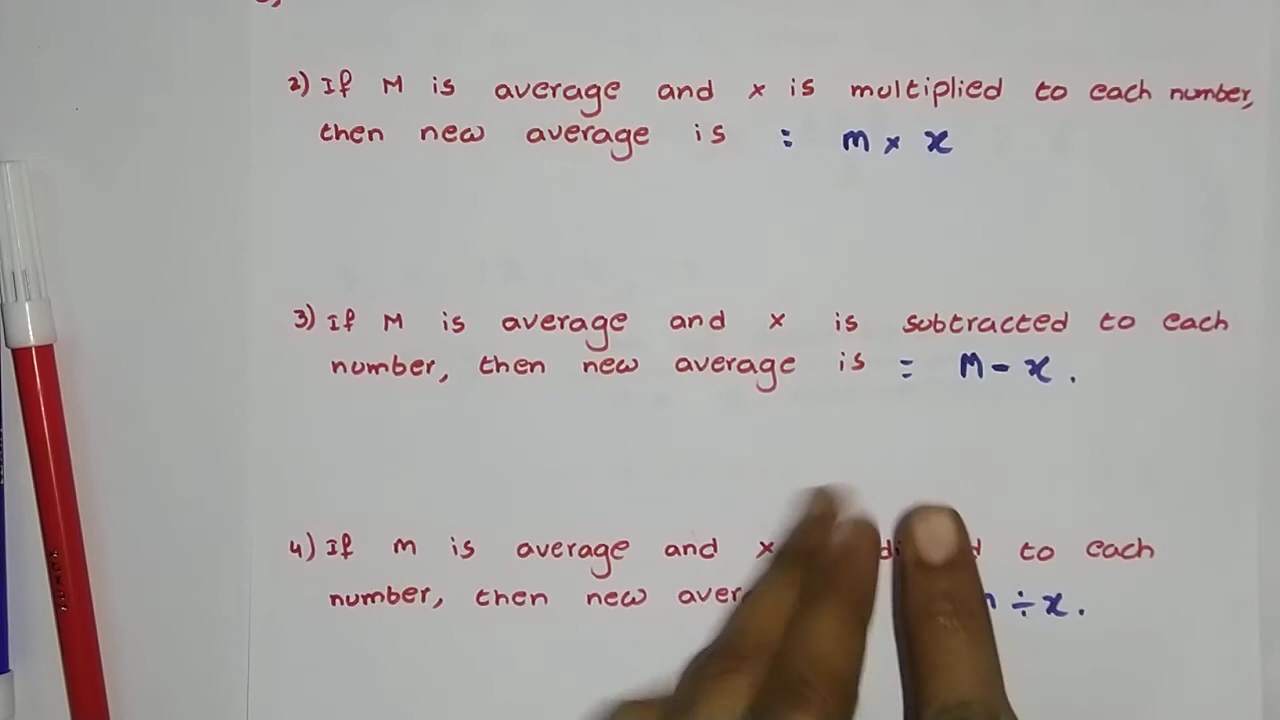 2) If M is average and x is multiplied to each number,
then new average is : m × x
3) If M is average and x is subtracted to each
number, then new average is = M - x.
4) If m is average and x to each
number, then new ÷ x.